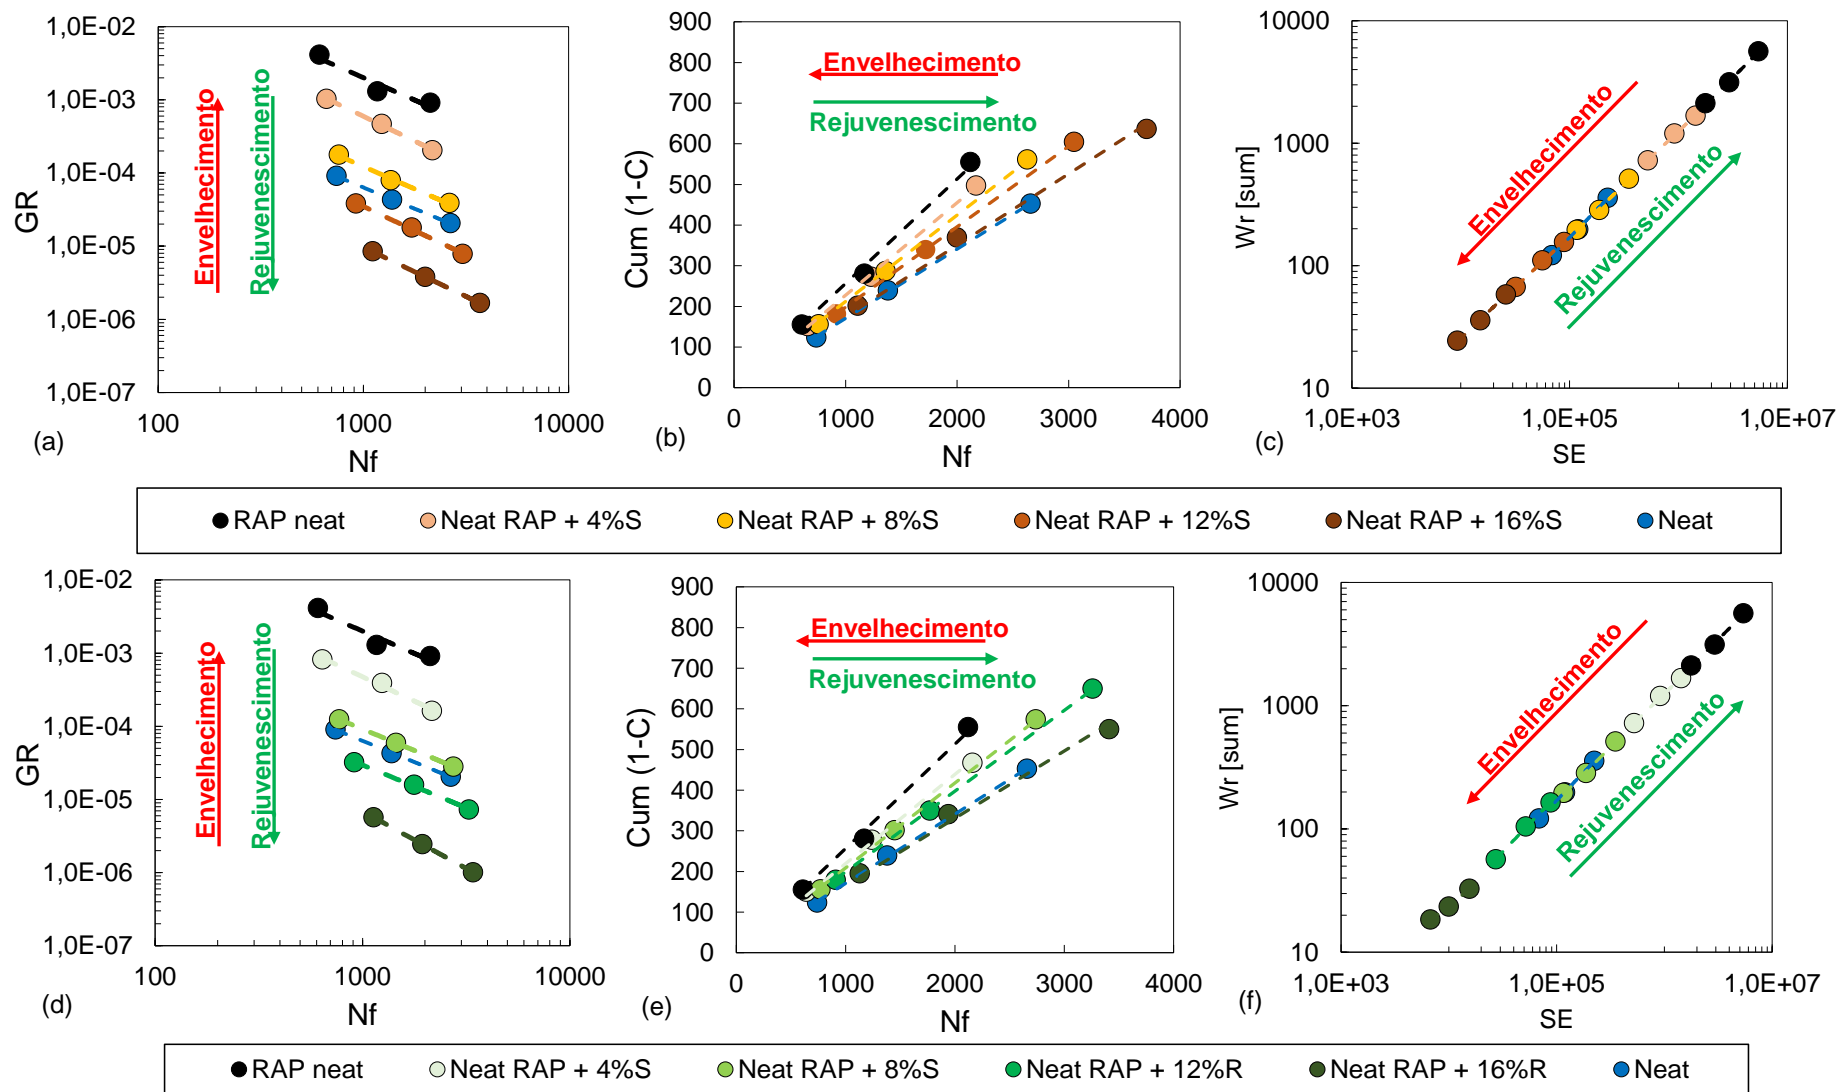 1,0E-02
1,0E-03
1,0E-04
1,0E-05
1,0E-06
1,0E-07
GR
Envelhecimento
Rejuvenescimento
100
1000
10000
(a)
Nf
900
800
700
600
500
400
300
200
100
0
Cum (1-C)
Envelhecimento
Rejuvenescimento
0
1000
2000
3000
4000
(b)
Nf
10000
1000
100
10
Wr [sum]
Envelhecimento
Rejuvenescimento
1,0E+03
1,0E+05
1,0E+07
(c)
SE
RAP neat
Neat RAP + 4%S
Neat RAP + 8%S
Neat RAP + 12%S
Neat RAP + 16%S
Neat
1,0E-02
1,0E-03
1,0E-04
1,0E-05
1,0E-06
1,0E-07
GR
Envelhecimento
Rejuvenescimento
100
1000
10000
(d)
Nf
900
800
700
600
500
400
300
200
100
0
Cum (1-C)
Envelhecimento
Rejuvenescimento
0
1000
2000
3000
4000
(e)
Nf
10000
1000
100
10
Wr [sum]
Envelhecimento
Rejuvenescimento
1,0E+03
1,0E+05
1,0E+07
(f)
SE
RAP neat
Neat RAP + 4%S
Neat RAP + 8%S
Neat RAP + 12%R
Neat RAP + 16%R
Neat